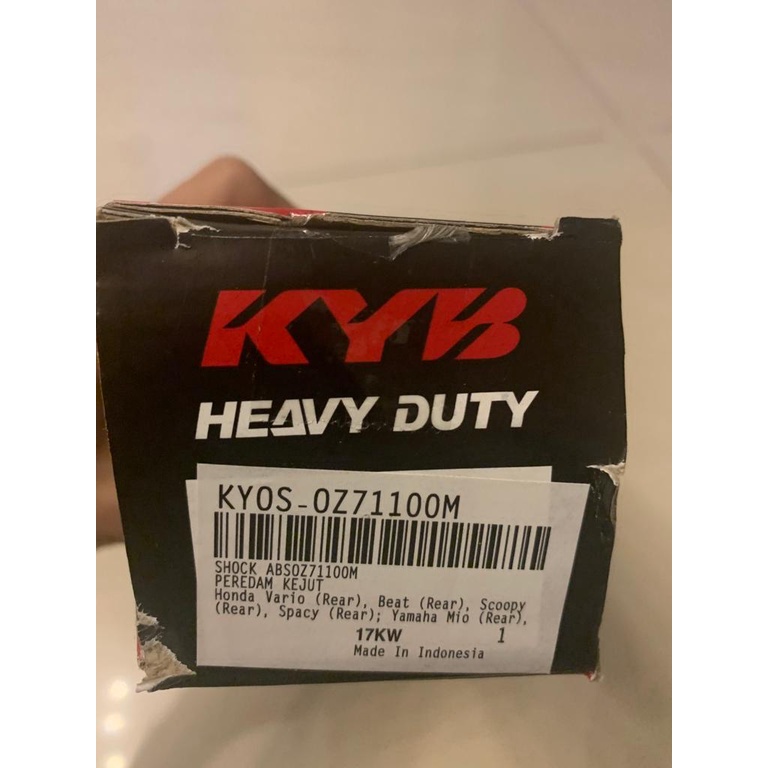 KYB
HEAVY DUTY
KYOS-OZ71100M
SHOCK ABSOZ71100M
PEREDAM KEJUT
Honda Vario (Rear), Beat (Rear), Scoopy
(Rear), Spacy (Rear); Yamaha Mio (Rear),
17KW 1
Made In Indonesia